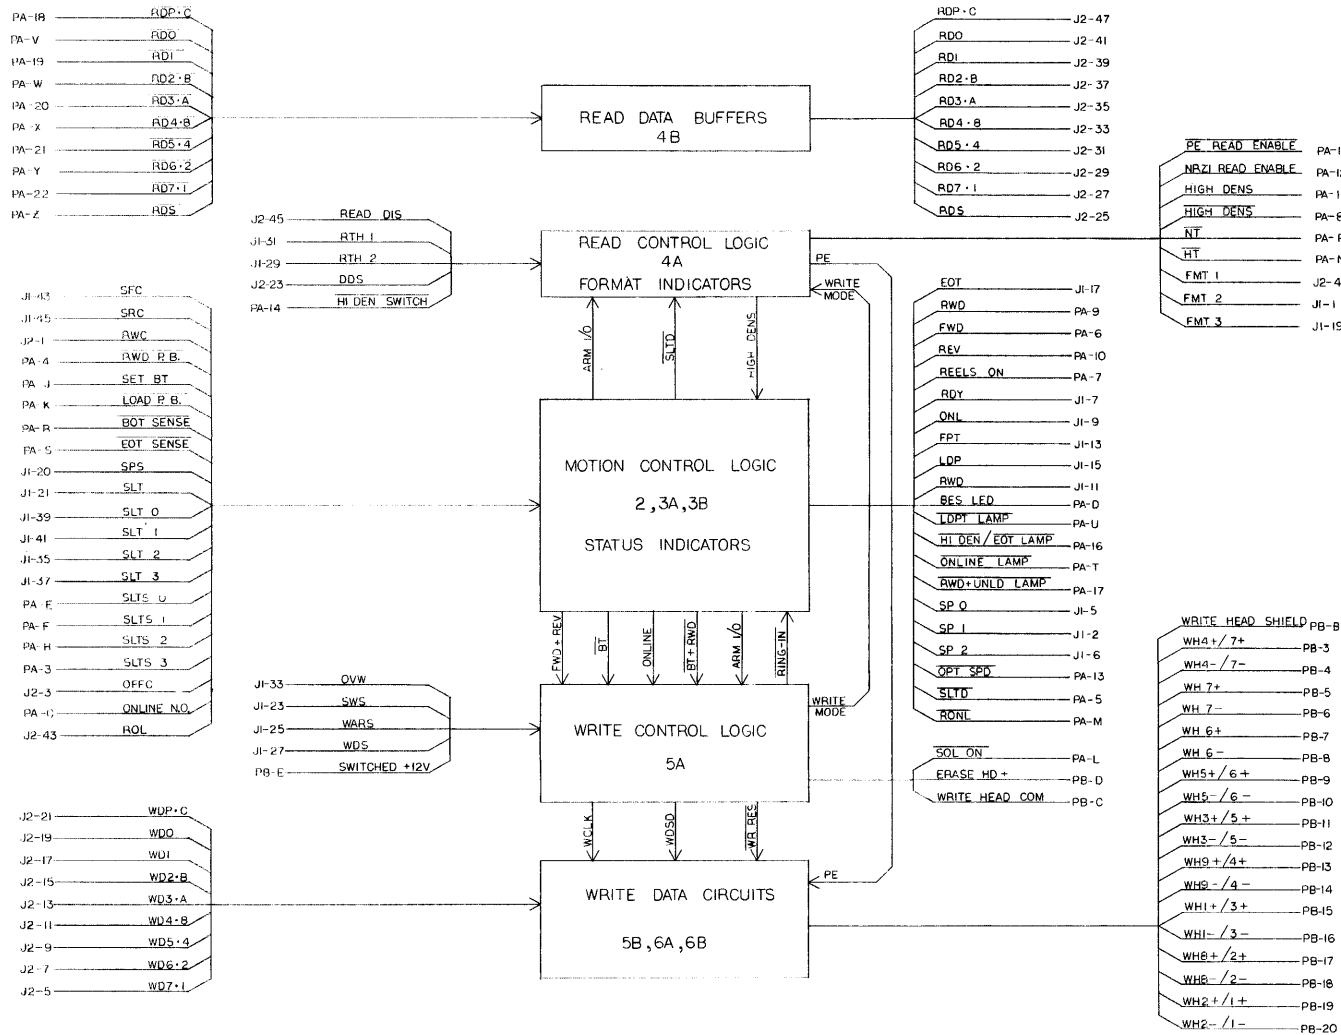 PA-18 RDP·C
PA-V RD0
PA-19 RD1
PA-W RD2·B
PA-20 RD3·A
PA-X RD4·8
PA-21 RD5·4
PA-Y RD6·2
PA-22 RD7·1
PA-Z RDS
READ DATA BUFFERS
4B
RDP·C J2-47
RD0 J2-41
RD1 J2-39
RD2·B J2-37
RD3·A J2-35
RD4·8 J2-33
RD5·4 J2-31
RD6·2 J2-29
RD7·1 J2-27
RDS J2-25
J2-45 READ DIS
J1-31 RTH 1
J1-29 RTH 2
J2-23 DDS
PA-14 HI DEN SWITCH
READ CONTROL LOGIC
4A
FORMAT INDICATORS
PE
WRITE
MODE
PE READ ENABLE
NRZI READ ENABLE
HIGH DENS
HIGH DENS PA-8
NT
HT
FMT 1
FMT 2 J1-1
FMT 3 J1-19
ARM I/O
SLTD
HIGH DENS
J1-43 SFC
J1-45 SRC
J2-1 RWC
PA-4 RWD P.B.
PA-J SET BT
PA-K LOAD P.B.
PA-R BOT SENSE
PA-S EOT SENSE
J1-20 SPS
J1-21 SLT
J1-39 SLT 0
J1-41 SLT 1
J1-35 SLT 2
J1-37 SLT 3
PA-E SLTS 0
PA-F SLTS 1
PA-H SLTS 2
PA-3 SLTS 3
J2-3 OFFC
PA-C ONLINE N.O.
J2-43 ROL
MOTION CONTROL LOGIC
2,3A,3B
STATUS INDICATORS
EOT J1-17
RWD PA-9
FWD PA-6
REV PA-10
REELS ON PA-7
RDY J1-7
ONL J1-9
FPT J1-13
LDP J1-15
RWD J1-11
BES LED PA-D
LDPT LAMP PA-U
HI DEN/EOT LAMP PA-16
ONLINE LAMP PA-T
RWD+UNLD LAMP PA-17
SP 0 J1-5
SP 1 J1-2
SP 2 J1-6
OPT SPD PA-13
SLTD PA-5
RONL PA-M
FWD+REV
BT
ONLINE
BT+RWD
ARM I/O
RING-IN
J1-33 OVW
J1-23 SWS
J1-25 WARS
J1-27 WDS
PB-E SWITCHED +12V
WRITE CONTROL LOGIC
5A
WRITE
MODE
SOL ON PA-L
ERASE HD+ PB-D
WRITE HEAD COM PB-C
WCLK
WDSD
WR RES
J2-21 WDP·C
J2-19 WD0
J2-17 WD1
J2-15 WD2·B
J2-13 WD3·A
J2-11 WD4·8
J2-9 WD5·4
J2-7 WD6·2
J2-5 WD7·1
WRITE DATA CIRCUITS
5B,6A,6B
PE
WRITE HEAD SHIELD PB-B
WH4+/7+ PB-3
WH4-/7- PB-4
WH 7+ PB-5
WH 7- PB-6
WH 6+ PB-7
WH 6- PB-8
WH5+/6+ PB-9
WH5-/6- PB-10
WH3+/5+ PB-11
WH3-/5- PB-12
WH9+/4+ PB-13
WH9-/4- PB-14
WH1+/3+ PB-15
WH1-/3- PB-16
WH8+/2+ PB-17
WH8-/2- PB-18
WH2+/1+ PB-19
WH2-/1- PB-20